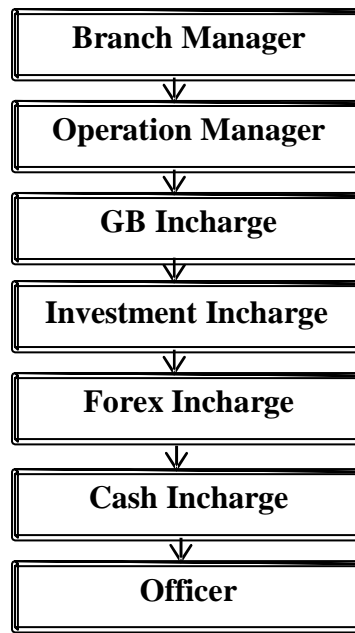 Branch Manager
Operation Manager
GB Incharge
Investment Incharge
Forex Incharge
Cash Incharge
Officer